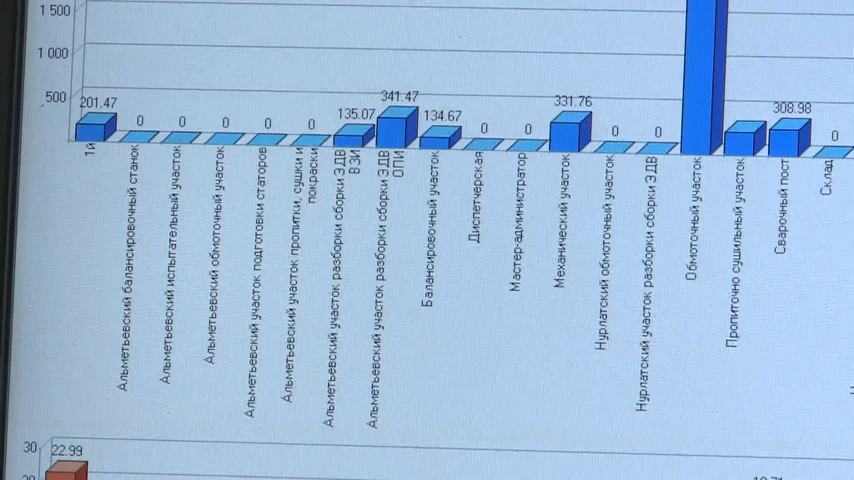 1 500
1 000
500
201.47
0
0
0
0
0
135.07
341.47
134.67
0
0
331.76
0
0
308.98
0
1й
Альметьевский балансировочный станок
Альметьевский испытательный участок
Альметьевский обмоточный участок
Альметьевский участок подготовки статоров
Альметьевский участок пропитки, сушки и
покраски
Альметьевский участок разборки сборки ЭДВ
ВЗИ
Альметьевский участок разборки сборки ЭДВ
ОПИ
Балансировочный участок
Диспетчерская
Мастер-администратор
Механический участок
Нурлатский обмоточный участок
Нурлатский участок разборки сборки ЭДВ
Обмоточный участок
Пропиточно сушильный участок
Сварочный пост
Склад
30
22.99